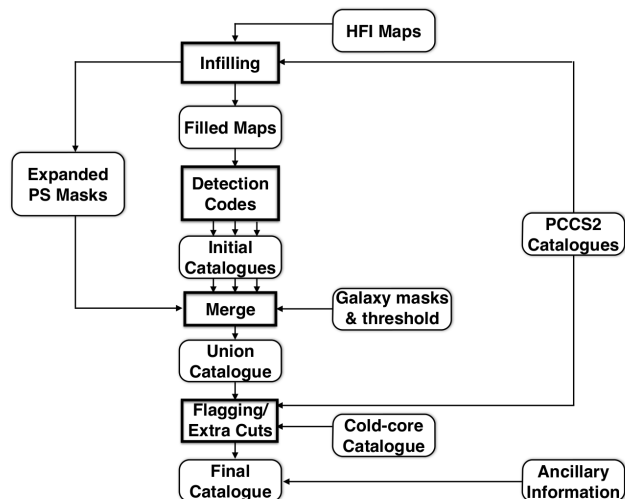 HFI Maps
Infilling
Filled Maps
Expanded
PS Masks
Detection
Codes
PCCS2
Catalogues
Initial
Catalogues
Galaxy masks
& threshold
Merge
Union
Catalogue
Flagging/
Extra Cuts
Cold-core
Catalogue
Final
Catalogue
Ancillary
Information